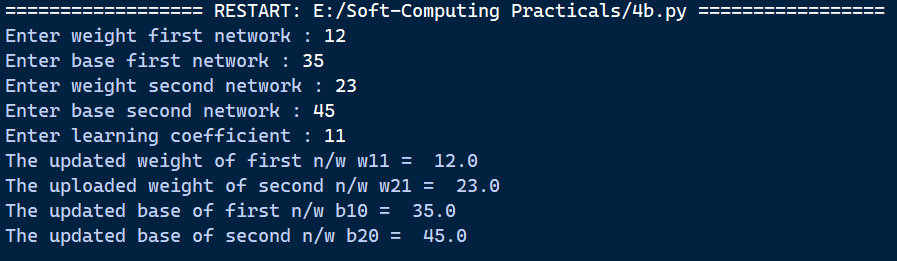 ================== RESTART: E:/Soft-Computing Practicals/4b.py =================
Enter weight first network : 12
Enter base first network : 35
Enter weight second network : 23
Enter base second network : 45
Enter learning coefficient : 11
The updated weight of first n/w w11 =  12.0
The uploaded weight of second n/w w21 =  23.0
The updated base of first n/w b10 =  35.0
The updated base of second n/w b20 =  45.0